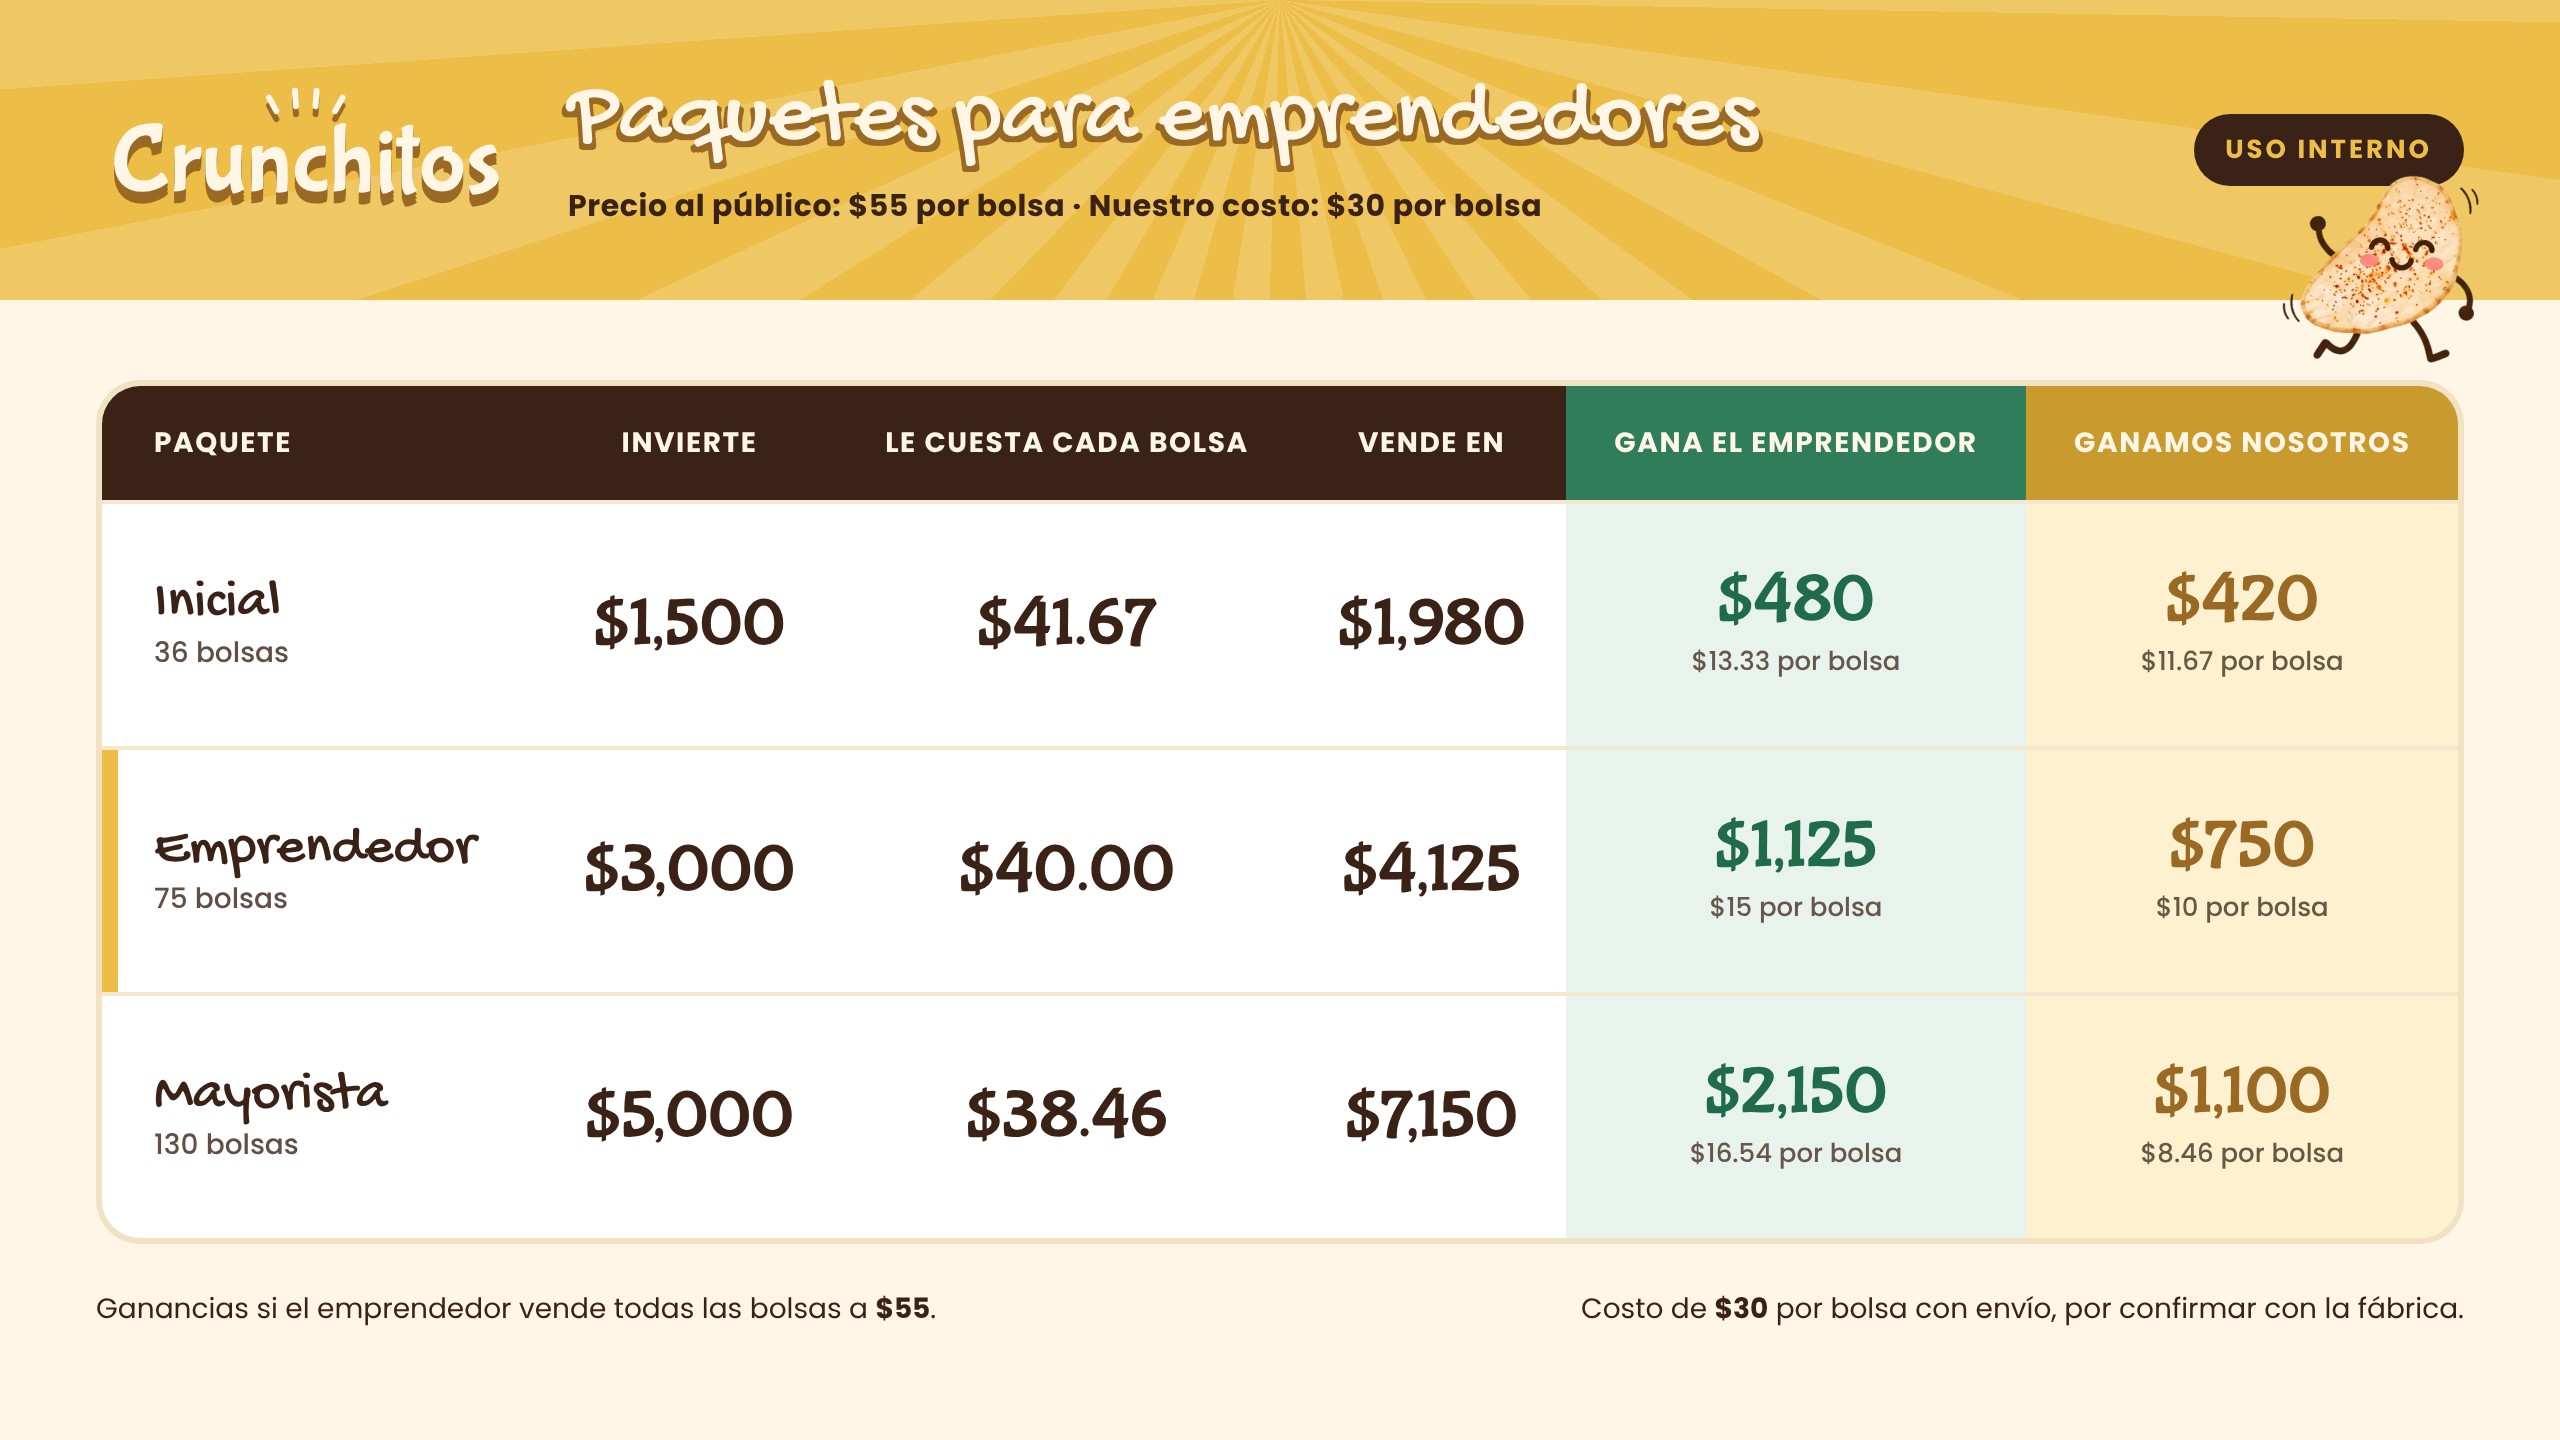 Crunchitos
Paquetes para emprendedores
Precio al público: $55 por bolsa · Nuestro costo: $30 por bolsa
USO INTERNO
PAQUETE INVIERTE LE CUESTA CADA BOLSA VENDE EN GANA EL EMPRENDEDOR GANAMOS NOSOTROS
Inicial
36 bolsas
$1,500
$41.67
$1,980
$480
$13.33 por bolsa
$420
$11.67 por bolsa
Emprendedor
75 bolsas
$3,000
$40.00
$4,125
$1,125
$15 por bolsa
$750
$10 por bolsa
Mayorista
130 bolsas
$5,000
$38.46
$7,150
$2,150
$16.54 por bolsa
$1,100
$8.46 por bolsa
Ganancias si el emprendedor vende todas las bolsas a $55.
Costo de $30 por bolsa con envío, por confirmar con la fábrica.